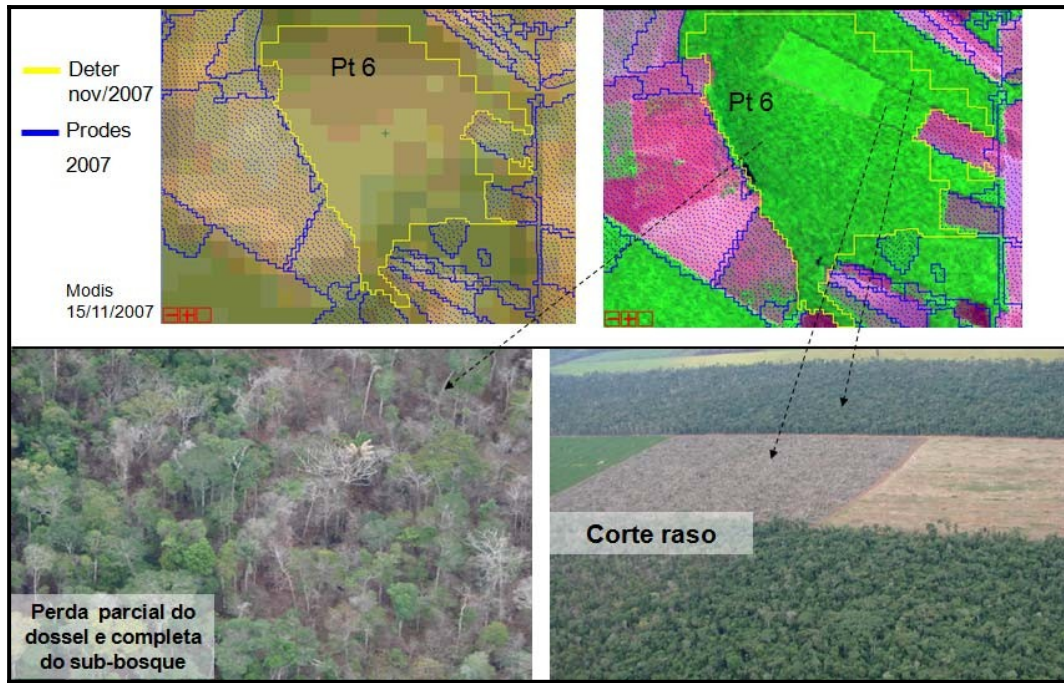 Deter
nov/2007
Prodes
2007
Modis
15/11/2007
Pt 6
Pt 6
Perda parcial do
dossel e completa
do sub-bosque
Corte raso